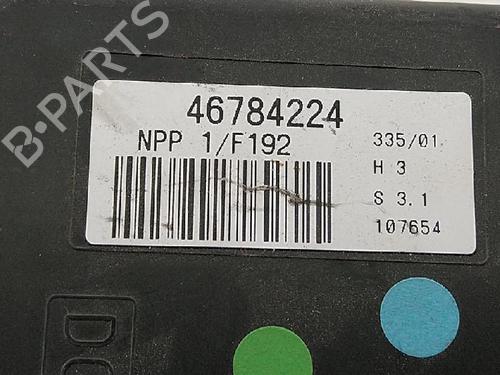 B-PARTS
46784224
NPP 1/F192
335/01
H 3
S 3.1
107654